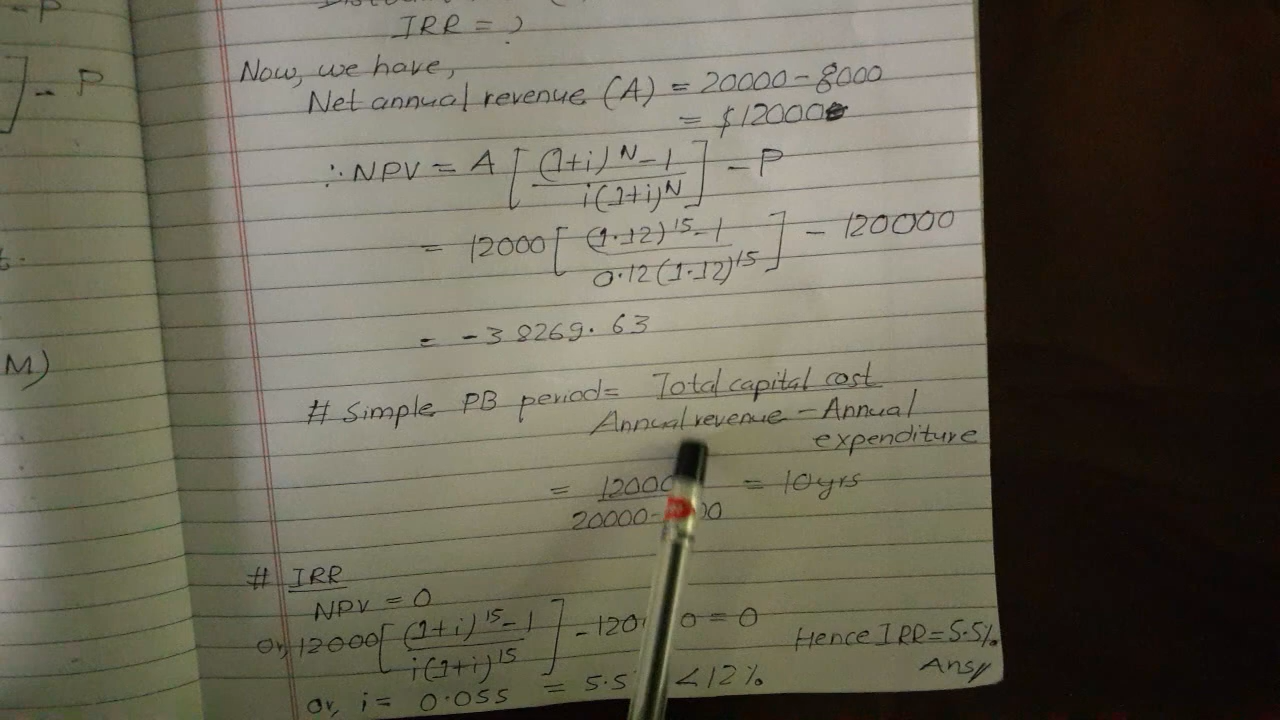 -P
] - P
t.
M)
IRR = ?
Now, we have,
Net annual revenue (A) = 20000 - 8000
= $12000
∴ NPV = A [ (1+i)^N - 1 / i(1+i)^N ] - P
= 12000 [ (1.12)^15 - 1 / 0.12 (1.12)^15 ] - 120000
= -38269.63
# Simple PB period = Total capital cost / Annual revenue - Annual expenditure
= 12000 / 20000- 00 = 10yrs
# IRR
NPV = 0
Or, 12000 [ (1+i)^15 - 1 / i(1+i)^15 ] - 120 0 = 0
or, i = 0.055 = 5.5 < 12%
Hence IRR = 5.5%
Ans